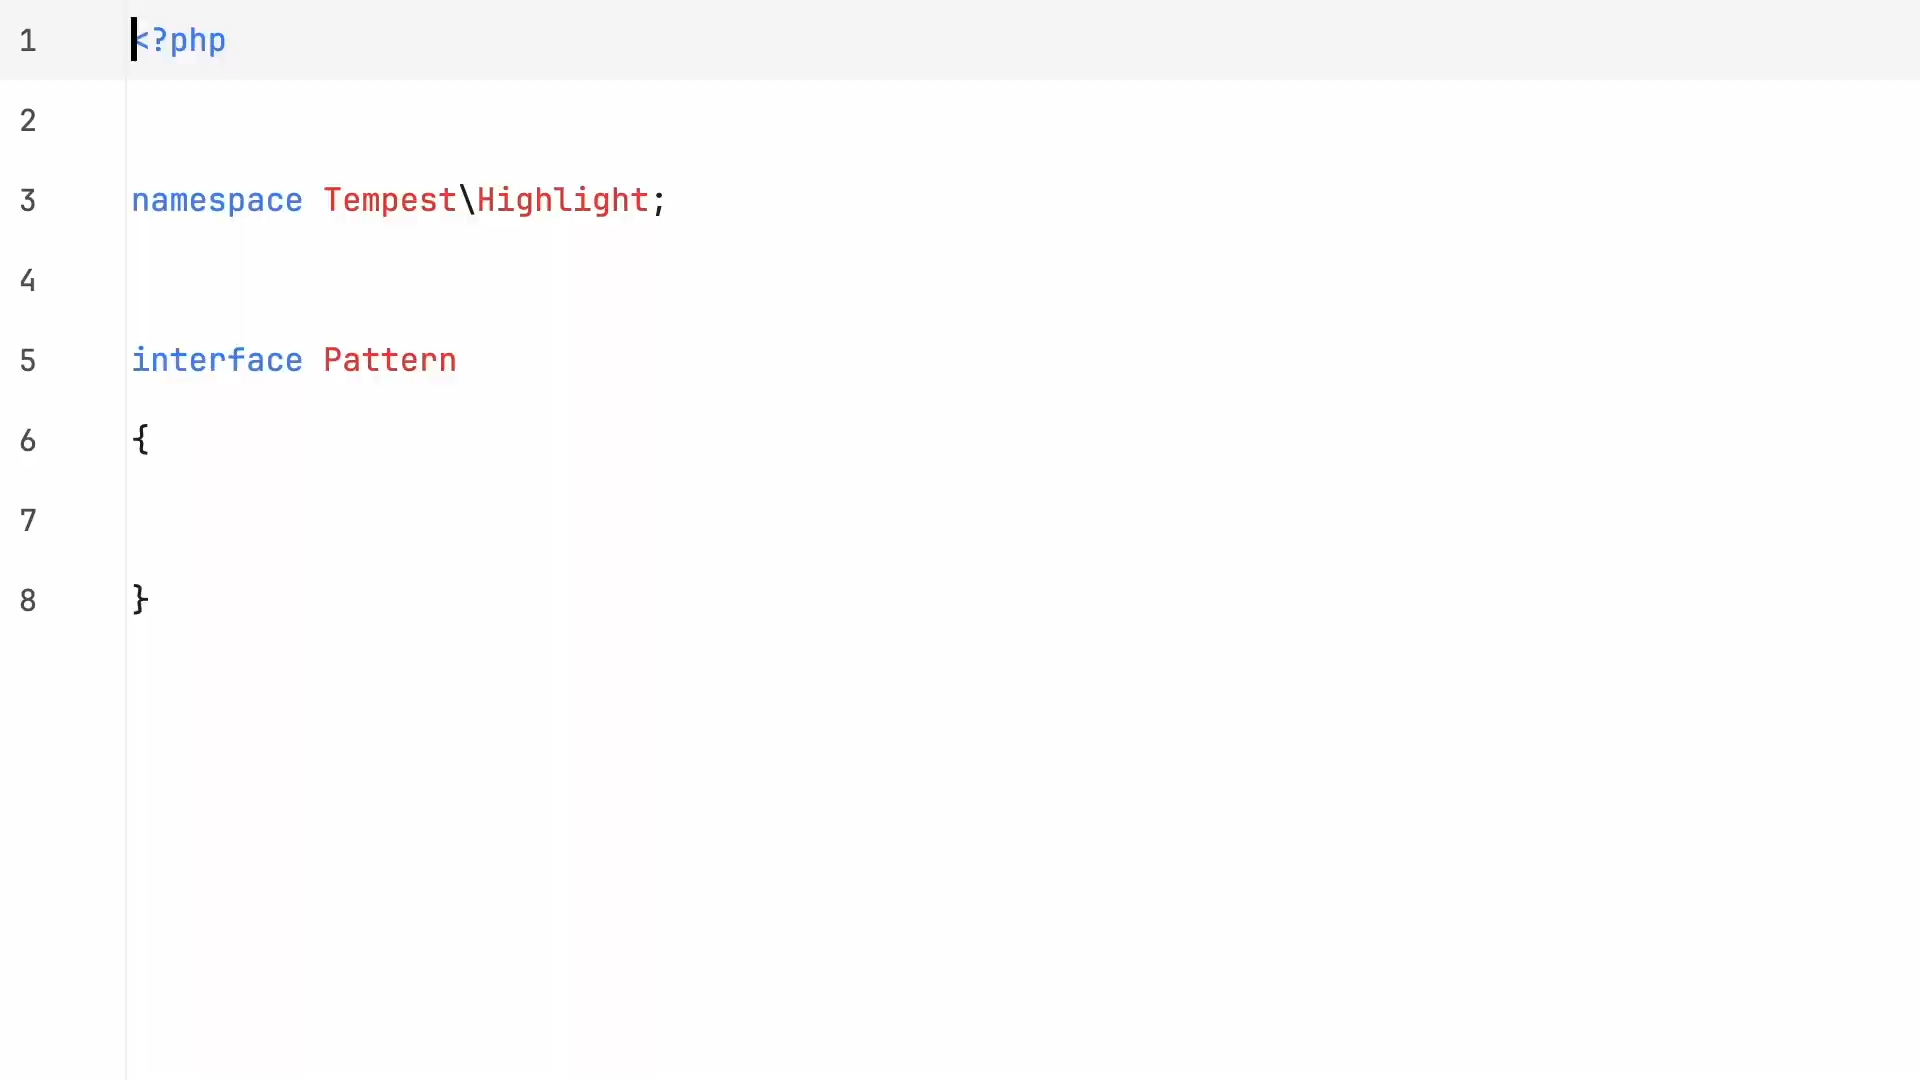 1 <?php
2
3 namespace Tempest\Highlight;
4
5 interface Pattern
6 {
7
8 }